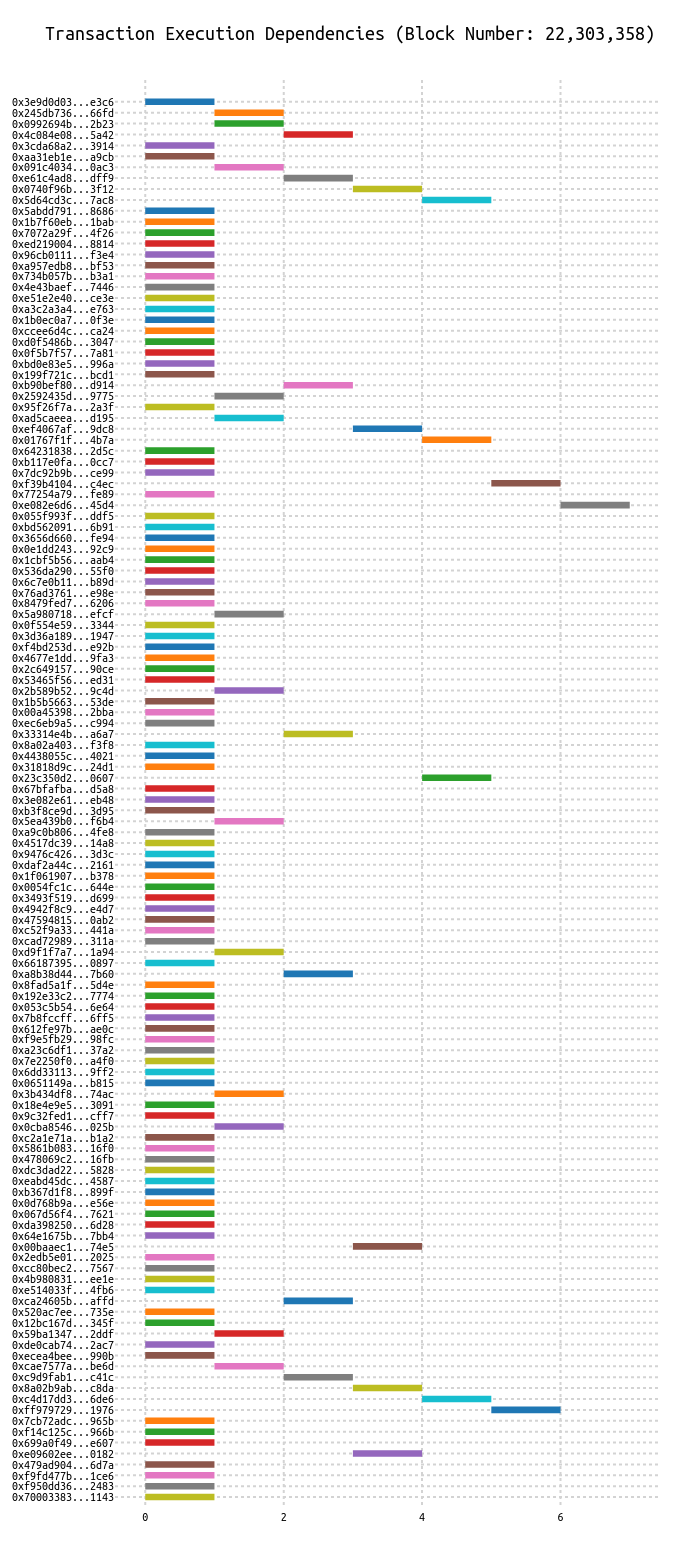 Transaction Execution Dependencies (Block Number: 22,303,358)
0x3e9d0d03...e3c6
0x245db736...66fd
0x0992694b...2b23
0x4c084e08...5a42
0x3cda68a2...3914
0xaa31eb1e...a9cb
0x091c4034...0ac3
0xe61c4ad8...dff9
0x0740f96b...3f12
0x5d64cd3c...7ac8
0x5abdd791...8686
0x1b7f60eb...1bab
0x7072a29f...4f26
0xed219004...8814
0x96cb0111...f3e4
0xa957edb8...bf53
0x734b057b...b3a1
0x4e43baef...7446
0xe51e2e40...ce3e
0xa3c2a3a4...e763
0x1b0ec0a7...0f3e
0xccee6d4c...ca24
0xd0f5486b...3047
0x0f5b7f57...7a81
0xbd0e83e5...996a
0x199f721c...bcd1
0xb90bef80...d914
0x2592435d...9775
0x95f26f7a...2a3f
0xad5caeea...d195
0xef4067af...9dc8
0x01767f1f...4b7a
0x64231838...2d5c
0xb117e0fa...0cc7
0x7dc92b9b...ce99
0xf39b4104...c4ec
0x77254a79...fe89
0xe082e6d6...45d4
0x055f993f...ddf5
0xbd562091...6b91
0x3656d660...fe94
0x0e1dd243...92c9
0x1cbf5b56...aab4
0x536da290...55f0
0x6c7e0b11...b89d
0x76ad3761...e98e
0x8479fed7...6206
0x5a980718...efcf
0x0f554e59...3344
0x3d36a189...1947
0xf4bd253d...e92b
0x4677e1dd...9fa3
0x2c649157...90ce
0x53465f56...ed31
0x2b589b52...9c4d
0x1b5b5663...53de
0x00a45398...2bba
0xec6eb9a5...c994
0x33314e4b...a6a7
0x8a02a403...f3f8
0x4438055c...4021
0x31818d9c...24d1
0x23c350d2...0607
0x67bfafba...d5a8
0x3e082e61...eb48
0xb3f8ce9d...3d95
0x5ea439b0...f6b4
0xa9c0b806...4fe8
0x4517dc39...14a8
0x9476c426...3d3c
0xdaf2a44c...2161
0x1f061907...b378
0x0054fc1c...644e
0x3493f519...d699
0x4942f8c9...e4d7
0x47594815...0ab2
0xc52f9a33...441a
0xcad72989...311a
0xd9f1f7a7...1a94
0x66187395...0897
0xa8b38d44...7b60
0x8fad5a1f...5d4e
0x192e33c2...7774
0x053c5b54...6e64
0x7b8fccff...6ff5
0x612fe97b...ae0c
0xf9e5fb29...98fc
0xa23c6df1...37a2
0x7e2250f0...a4f0
0x6dd33113...9ff2
0x0651149a...b815
0x3b434df8...74ac
0x18e4e9e5...3091
0x9c32fed1...cff7
0x0cba8546...025b
0xc2a1e71a...b1a2
0x5861b083...16f0
0x478069c2...16fb
0xdc3dad22...5828
0xeabd45dc...4587
0xb367d1f8...899f
0x0d768b9a...e56e
0x067d56f4...7621
0xda398250...6d28
0x64e1675b...7bb4
0x00baaec1...74e5
0x2edb5e01...2025
0xcc80bec2...7567
0x4b980831...ee1e
0xe514033f...4fb6
0xca24605b...affd
0x520ac7ee...735e
0x12bc167d...345f
0x59ba1347...2ddf
0xde0cab74...2ac7
0xecea4bee...990b
0xcae7577a...be6d
0xc9d9fab1...c41c
0x8a02b9ab...c8da
0xc4d17dd3...6de6
0xff979729...1976
0x7cb72adc...965b
0xf14c125c...966b
0x699a0f49...e607
0xe09602ee...0182
0x479ad904...6d7a
0xf9fd477b...1ce6
0xf950dd36...2483
0x70003383...1143
0 2 4 6